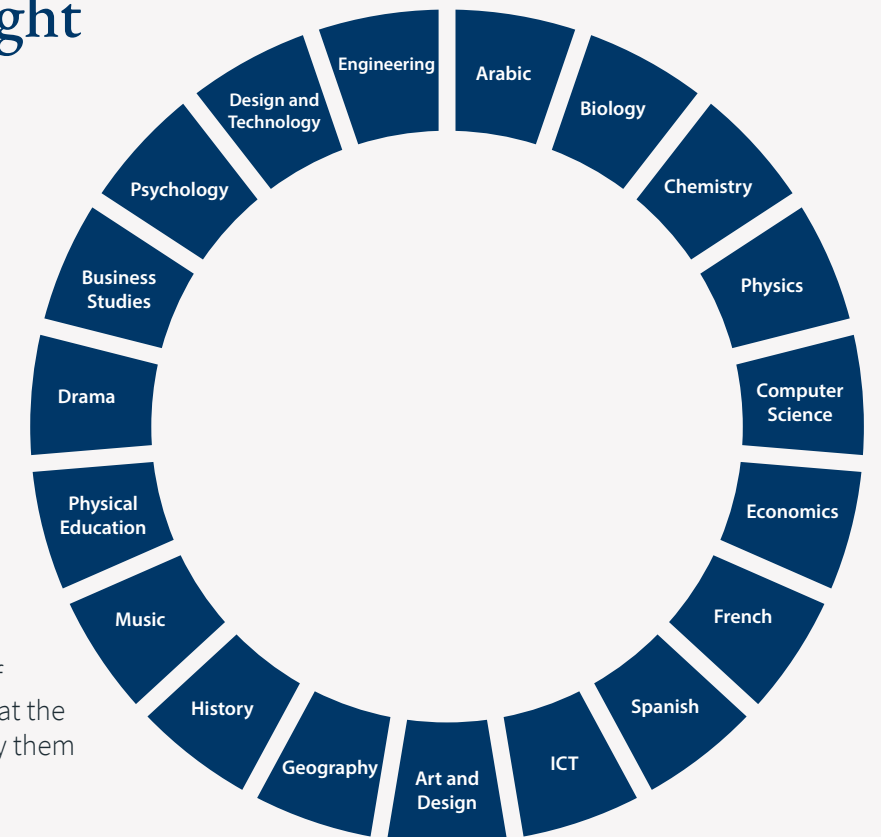 ght
Engineering
Arabic
Biology
Chemistry
Physics
Computer
Science
Economics
French
Spanish
ICT
Art and
Design
Geography
History
Music
Physical
Education
Drama
Business
Studies
Psychology
Design and
Technology
at the
them